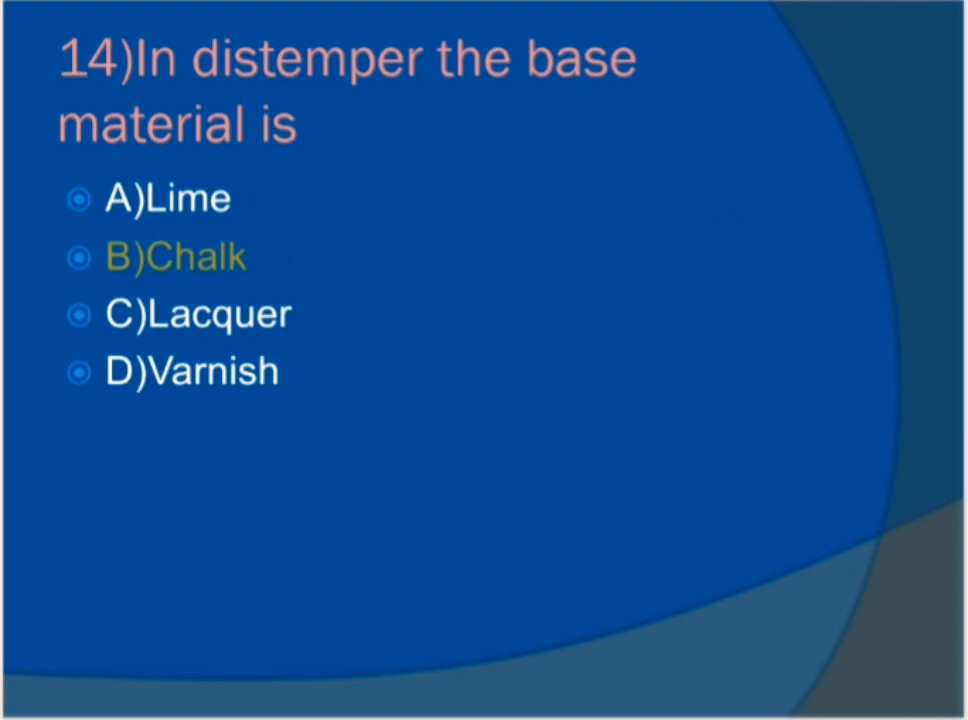 14)In distemper the base
material is
A)Lime
B)Chalk
C)Lacquer
D)Varnish